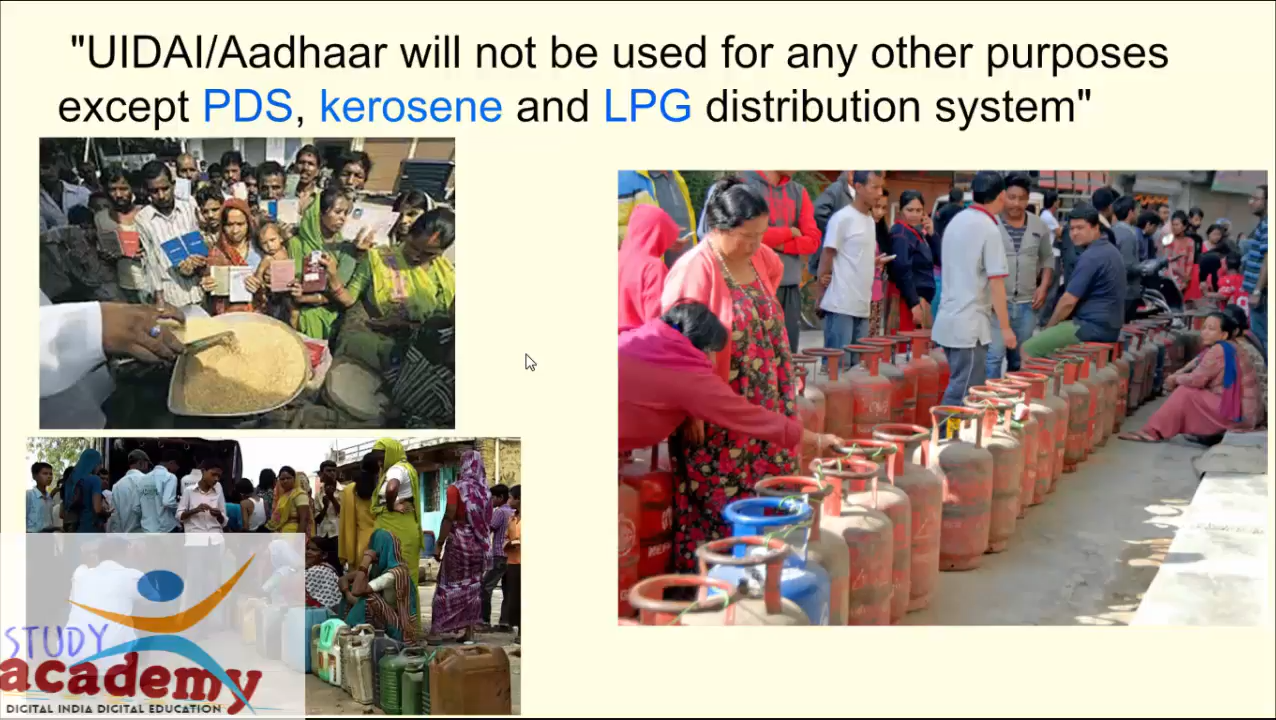 "UIDAI/Aadhaar will not be used for any other purposes
except PDS, kerosene and LPG distribution system"
STUDY
academy
DIGITAL INDIA DIGITAL EDUCATION